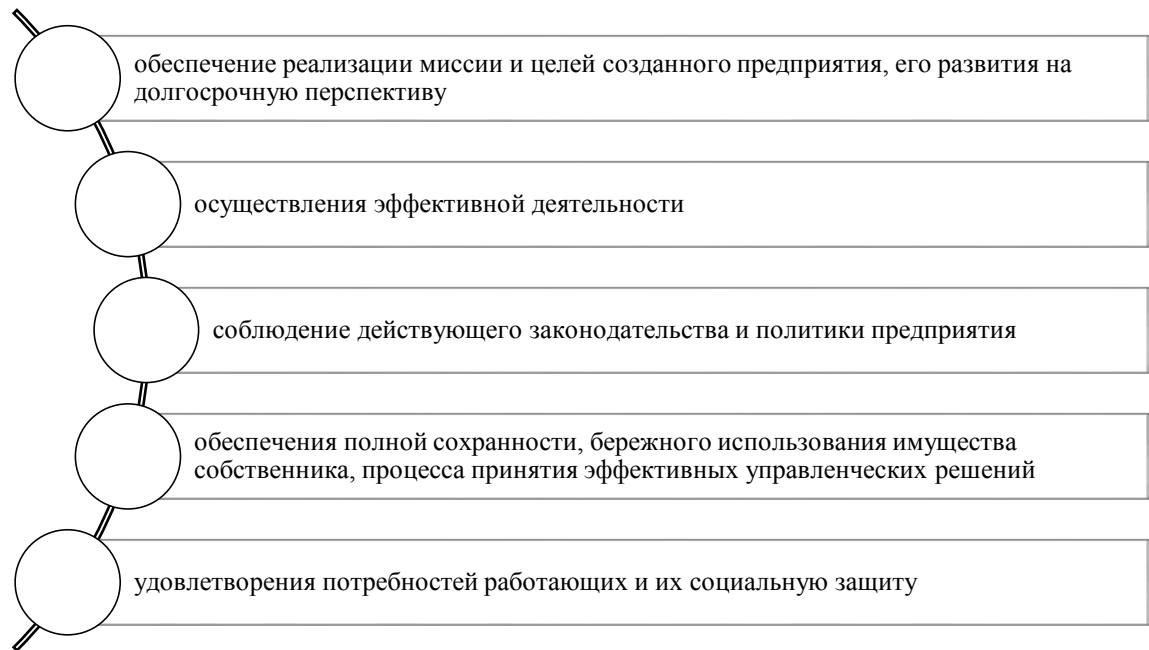 обеспечение реализации миссии и целей созданного предприятия, его развития на
долгосрочную перспективу
осуществления эффективной деятельности
соблюдение действующего законодательства и политики предприятия
обеспечения полной сохранности, бережного использования имущества
собственника, процесса принятия эффективных управленческих решений
удовлетворения потребностей работающих и их социальную защиту